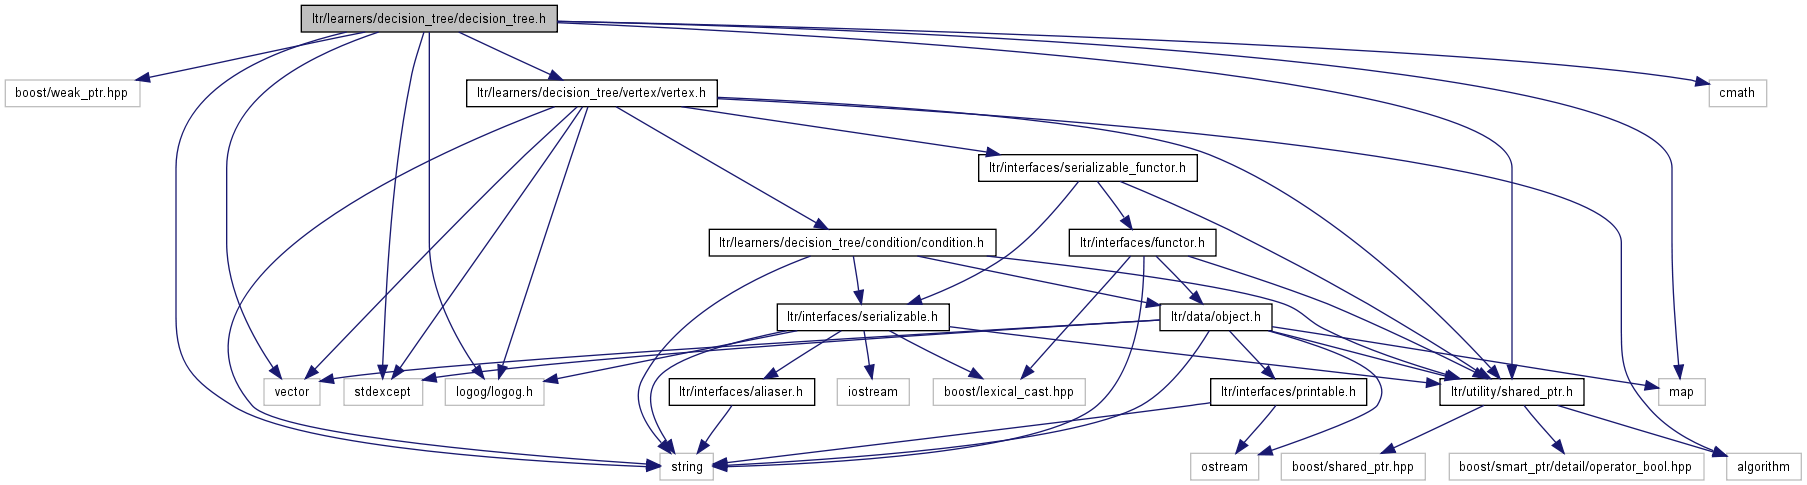 ltr/learners/decision_tree/decision_tree.h
boost/weak_ptr.hpp
ltr/learners/decision_tree/vertex/vertex.h
cmath
ltr/interfaces/serializable_functor.h
ltr/learners/decision_tree/condition/condition.h
ltr/interfaces/functor.h
ltr/interfaces/serializable.h
ltr/data/object.h
vector
stdexcept
logog/logog.h
ltr/interfaces/aliaser.h
iostream
boost/lexical_cast.hpp
ltr/interfaces/printable.h
ltr/utility/shared_ptr.h
map
string
ostream
boost/shared_ptr.hpp
boost/smart_ptr/detail/operator_bool.hpp
algorithm